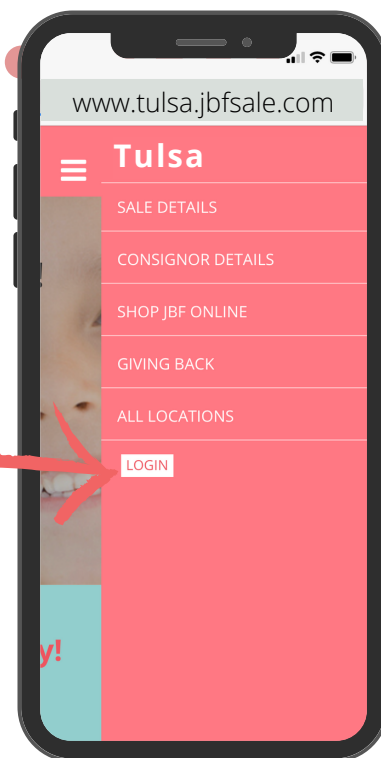 www.tulsa.jbfsale.com
Tulsa
SALE DETAILS
CONSIGNOR DETAILS
SHOP JBF ONLINE
GIVING BACK
ALL LOCATIONS
LOGIN
y!